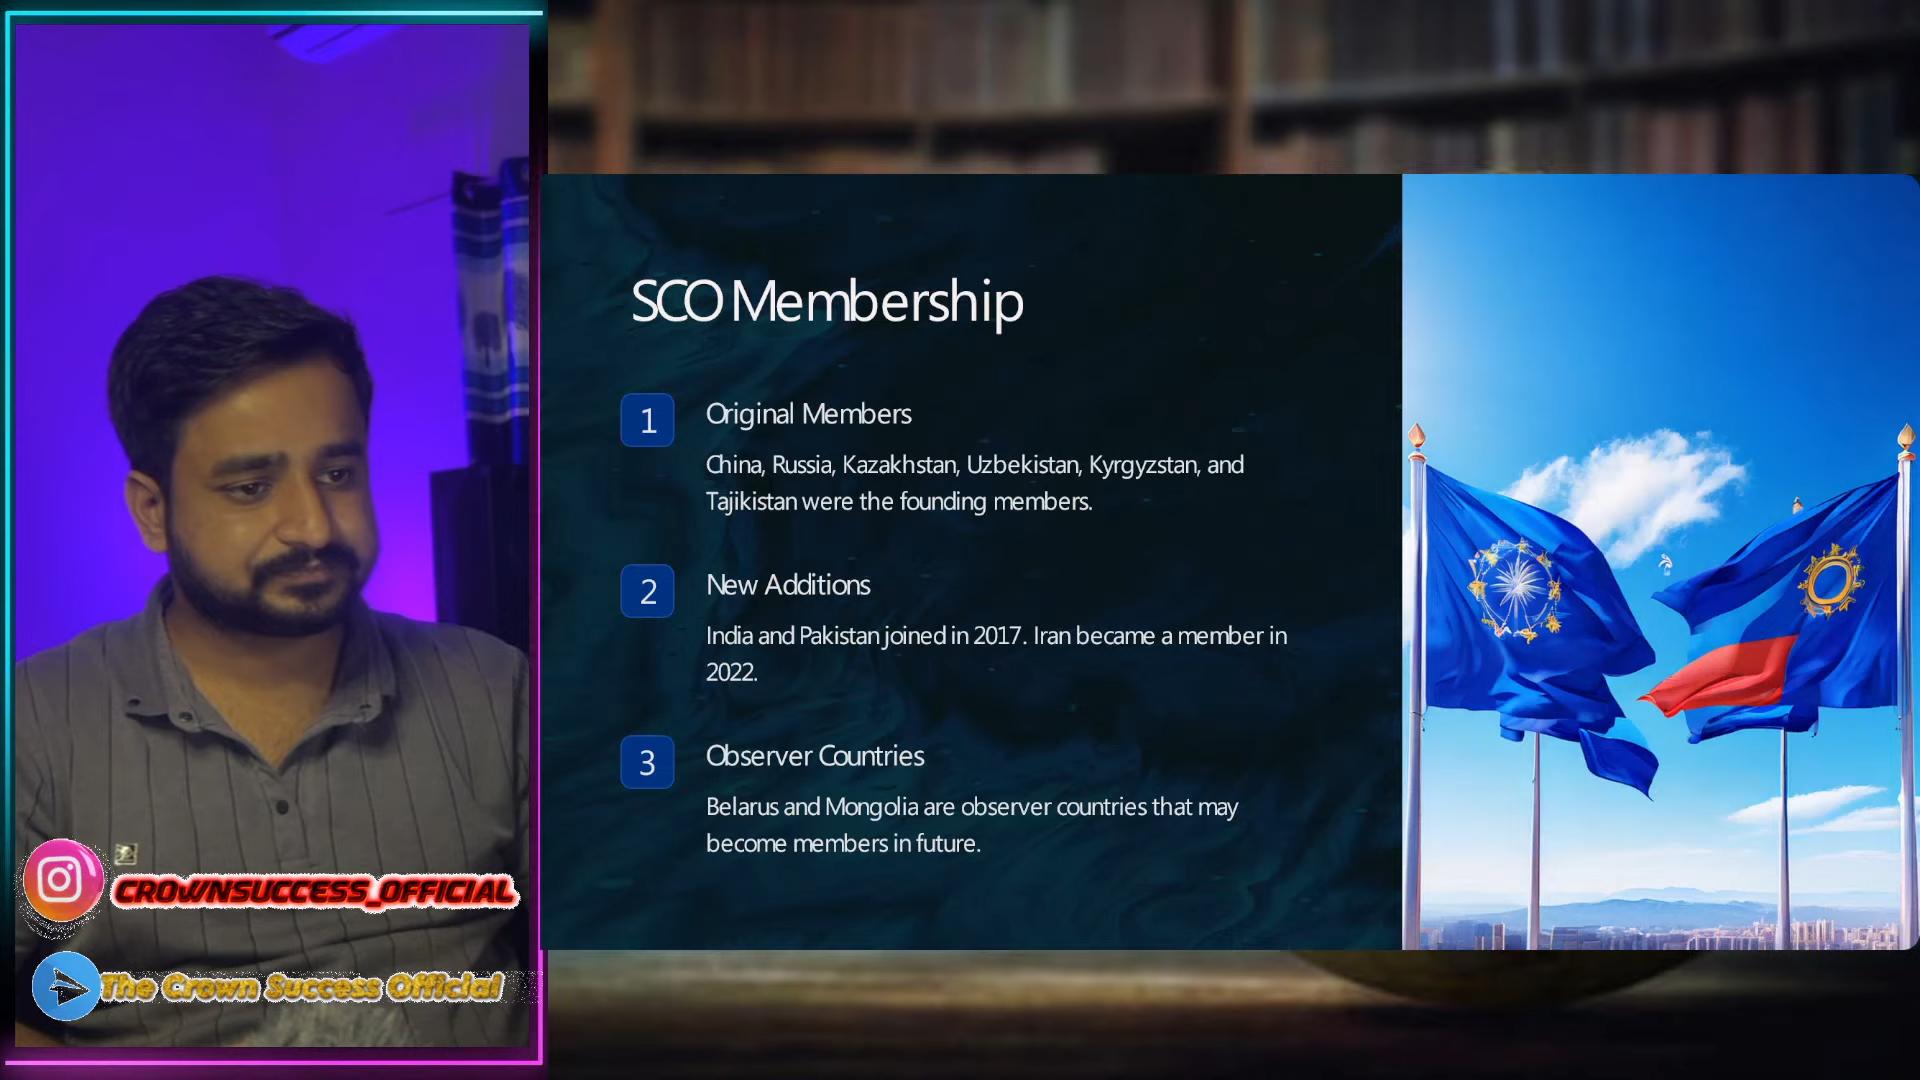 SCO Membership
1
Original Members
China, Russia, Kazakhstan, Uzbekistan, Kyrgyzstan, and
Tajikistan were the founding members.
2
New Additions
India and Pakistan joined in 2017. Iran became a member in
2022.
3
Observer Countries
Belarus and Mongolia are observer countries that may
become members in future.
CROWNSUCCESS_OFFICIAL
The Crown Success Official